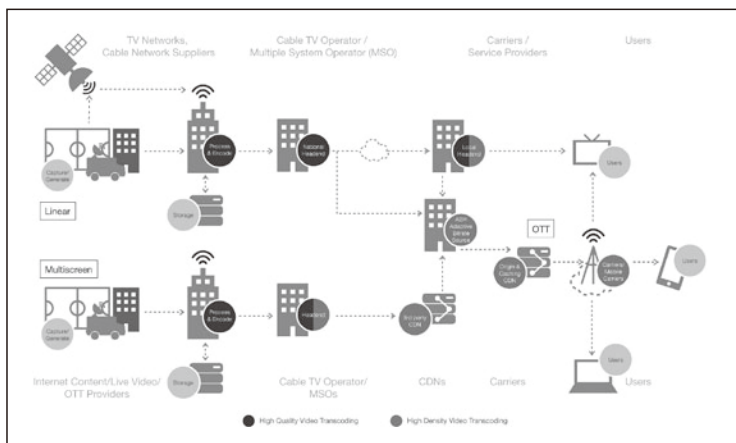 TV Networks,
Cable Network Suppliers
Cable TV Operator /
Multiple System Operator (MSO)
Carriers /
Service Providers
Users
Capture/
Generate
Process
& Encode
National
Headend
Local
Headend
Users
Linear
Storage
ABR
Adaptive
Bitrate
Source
OTT
Multiscreen
Origin &
Caching
CDN
Carriers/
Mobile
Carriers
Users
Capture/
Generate
Process
& Encode
Headend
3rd party
CDN
Users
Storage
Internet Content/Live Video/
OTT Providers
Cable TV Operator/
MSOs
CDNs
Carriers
Users
High Quality Video Transcoding
High Density Video Transcoding